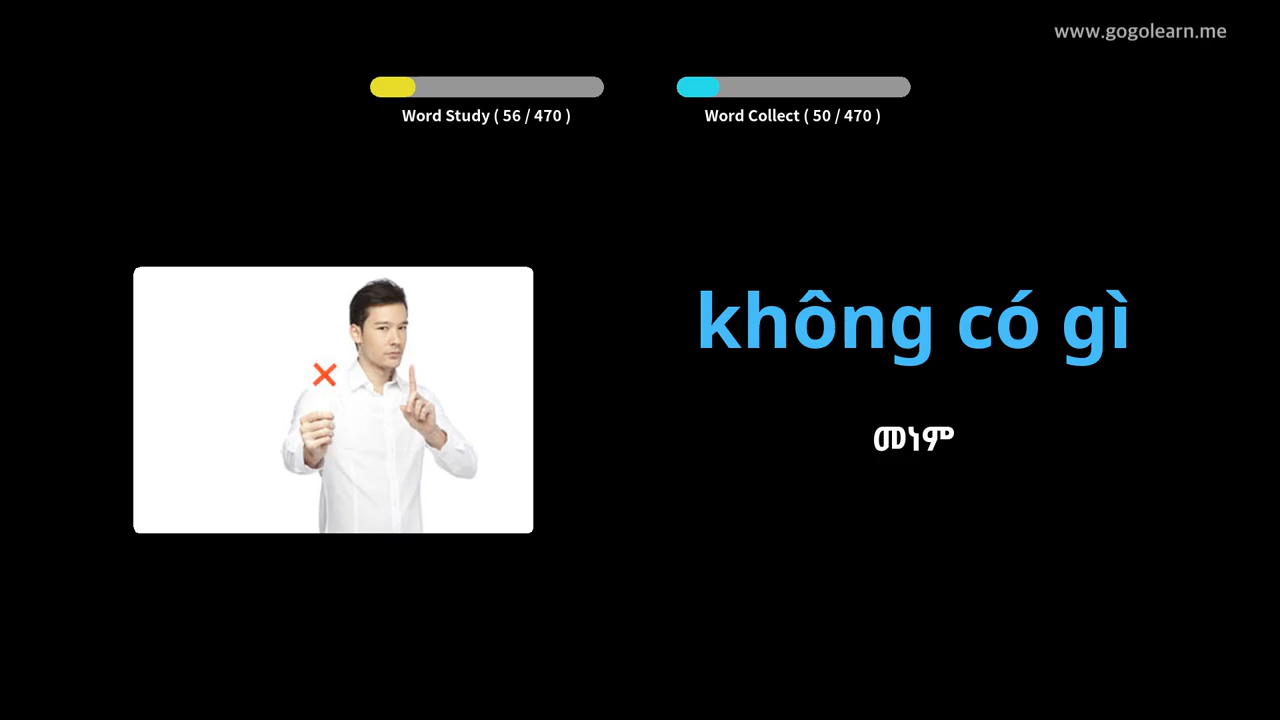 www.gogolearn.me
Word Study ( 56 / 470 )
Word Collect ( 50 / 470 )
không có gì
መነም